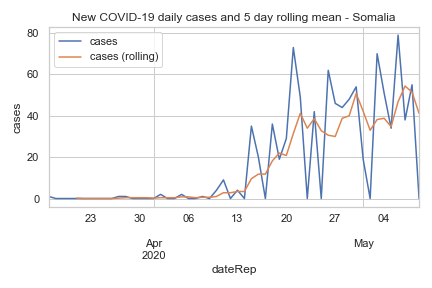 New COVID-19 daily cases and 5 day rolling mean - Somalia
cases
cases (rolling)
80
60
40
20
0
cases
23 30 06 13 20 27 04
Apr May
2020
dateRep